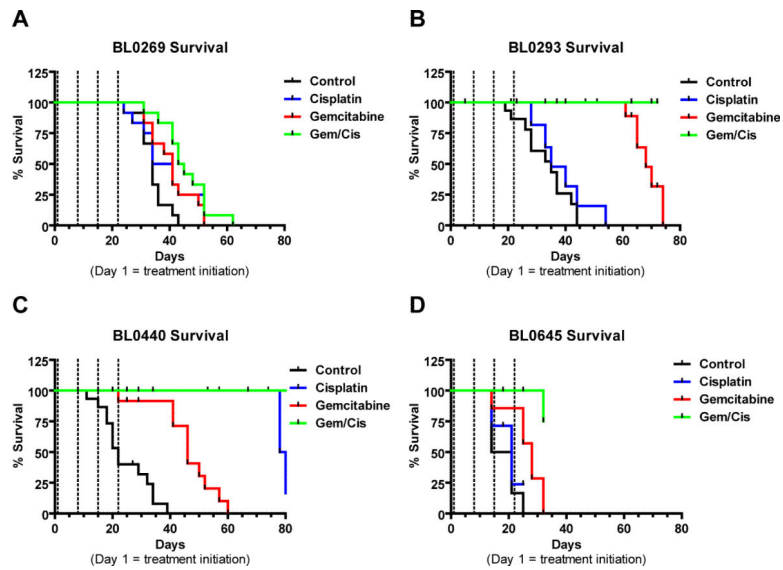 A
BL0269 Survival
125
100
75
50
25
0
% Survival
0 20 40 60 80
Days
(Day 1 = treatment initiation)
Control
Cisplatin
Gemcitabine
Gem/Cis
B
BL0293 Survival
125
100
75
50
25
0
% Survival
0 20 40 60 80
Days
(Day 1 = treatment initiation)
Control
Cisplatin
Gemcitabine
Gem/Cis
C
BL0440 Survival
125
100
75
50
25
0
% Survival
0 20 40 60 80
Days
(Day 1 = treatment initiation)
Control
Cisplatin
Gemcitabine
Gem/Cis
D
BL0645 Survival
125
100
75
50
25
0
% Survival
0 20 40 60 80
Days
(Day 1 = treatment initiation)
Control
Cisplatin
Gemcitabine
Gem/Cis